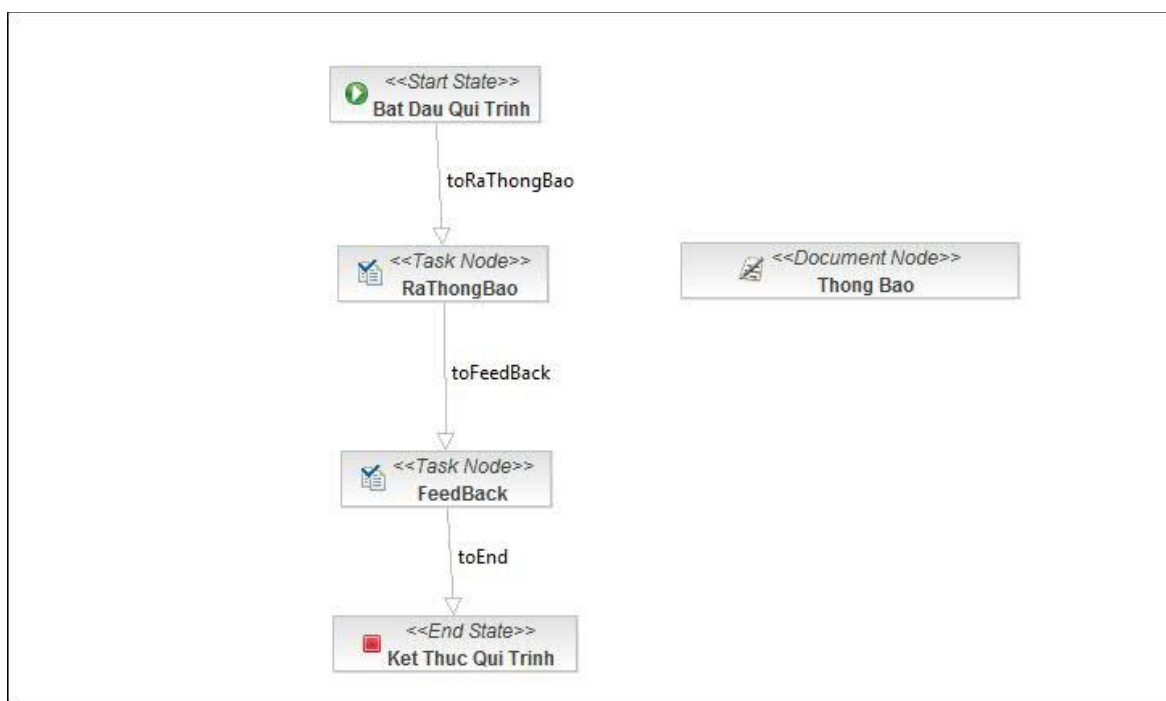 <<Start State>>
Bat Dau Qui Trinh
toRaThongBao
<<Task Node>>
RaThongBao
<<Document Node>>
Thong Bao
toFeedBack
<<Task Node>>
FeedBack
toEnd
<<End State>>
Ket Thuc Qui Trinh